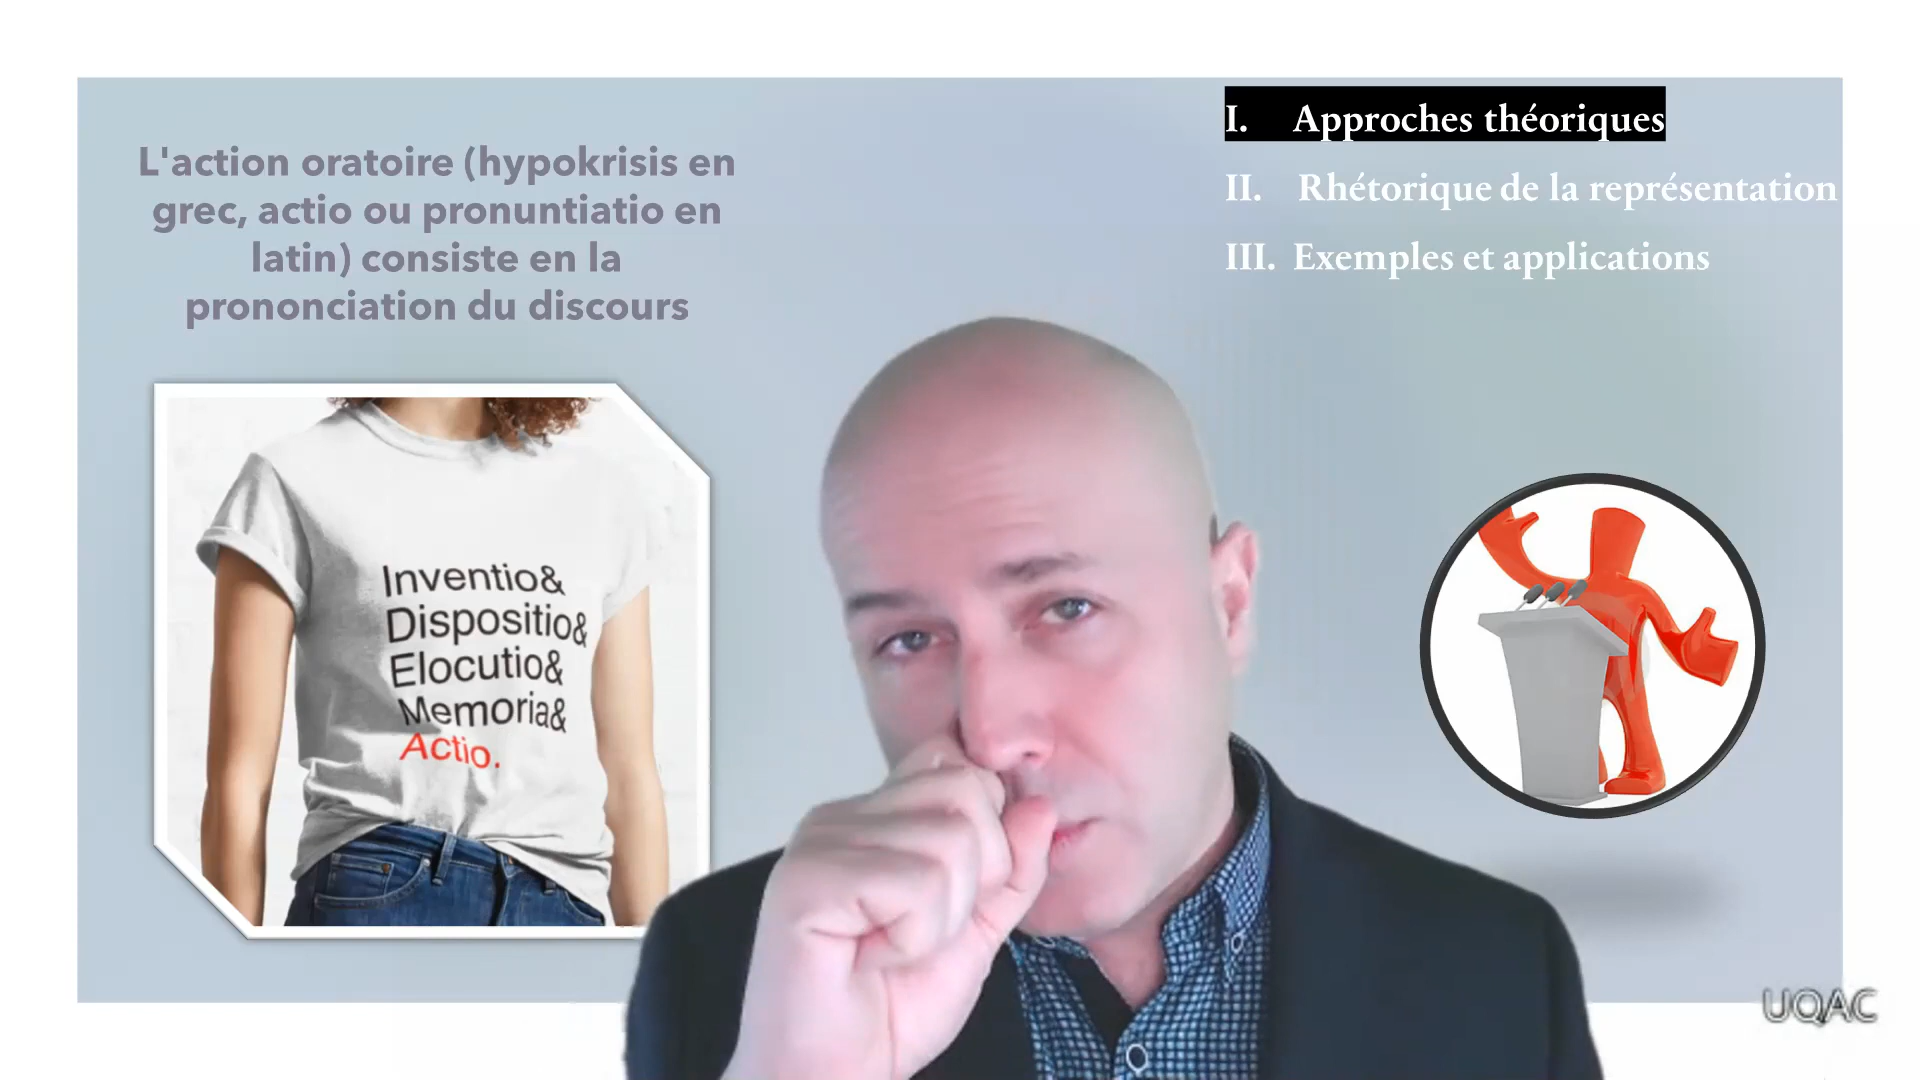 L'action oratoire (hypokrisis en
grec, actio ou pronuntiatio en
latin) consiste en la
prononciation du discours
I. Approches théoriques
II. Rhétorique de la représentation
III. Exemples et applications
Inventio&
Dispositio&
Elocutio&
Memoria&
Actio.
UQAC